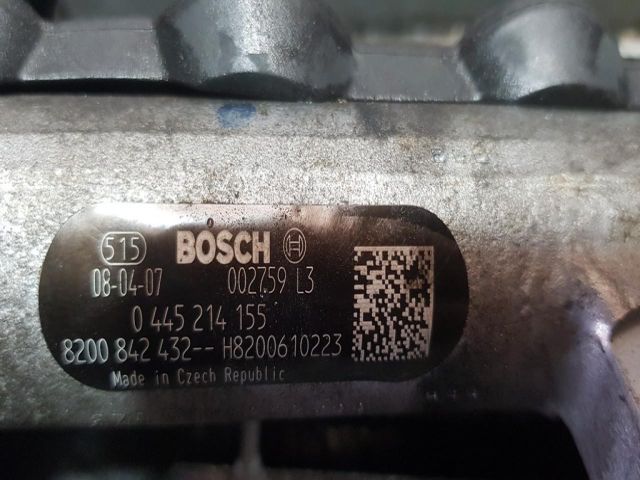 515 BOSCH
08-04-07 002759 L3
0 445 214 155
8200 842 432-- H8200610223
Made in Czech Republic